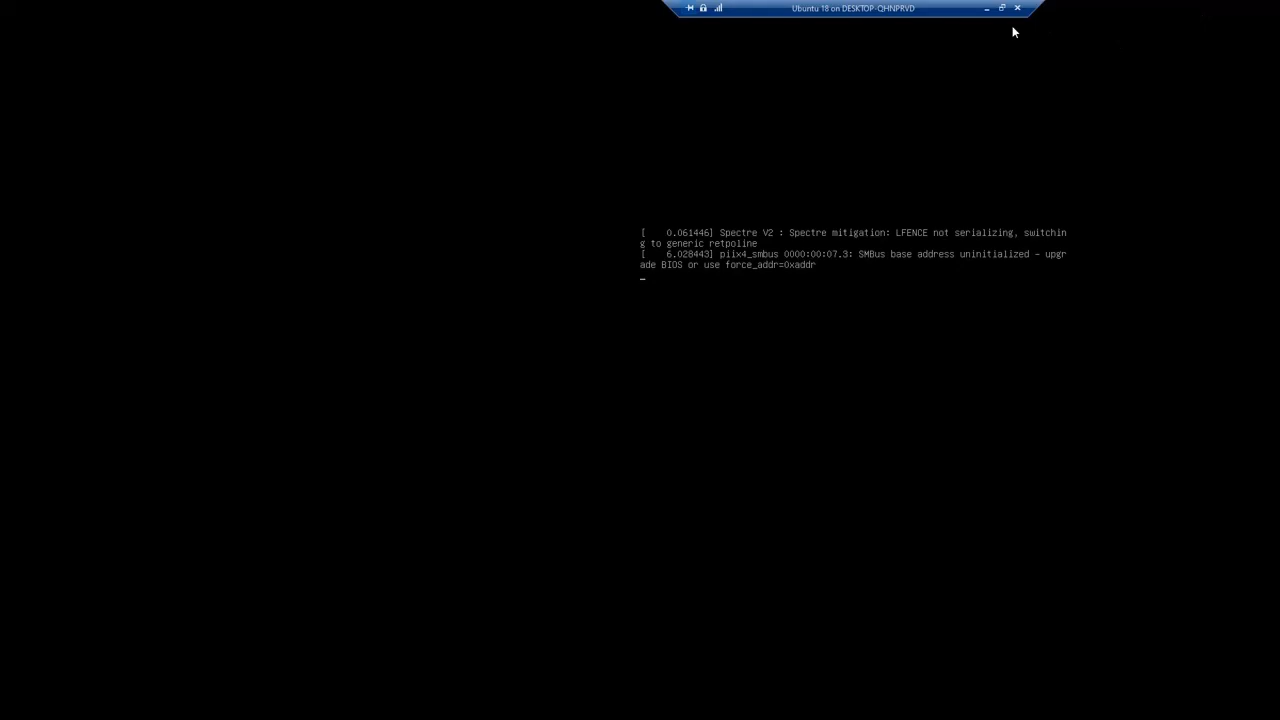 Ubuntu 18 on DESKTOP-QHNPRVD
[    0.061446] Spectre V2 : Spectre mitigation: LFENCE not serializing, switchin
g to generic retpoline
[    6.028443] piix4_smbus 0000:00:07.3: SMBus base address uninitialized - upgr
ade BIOS or use force_addr=0xaddr
_